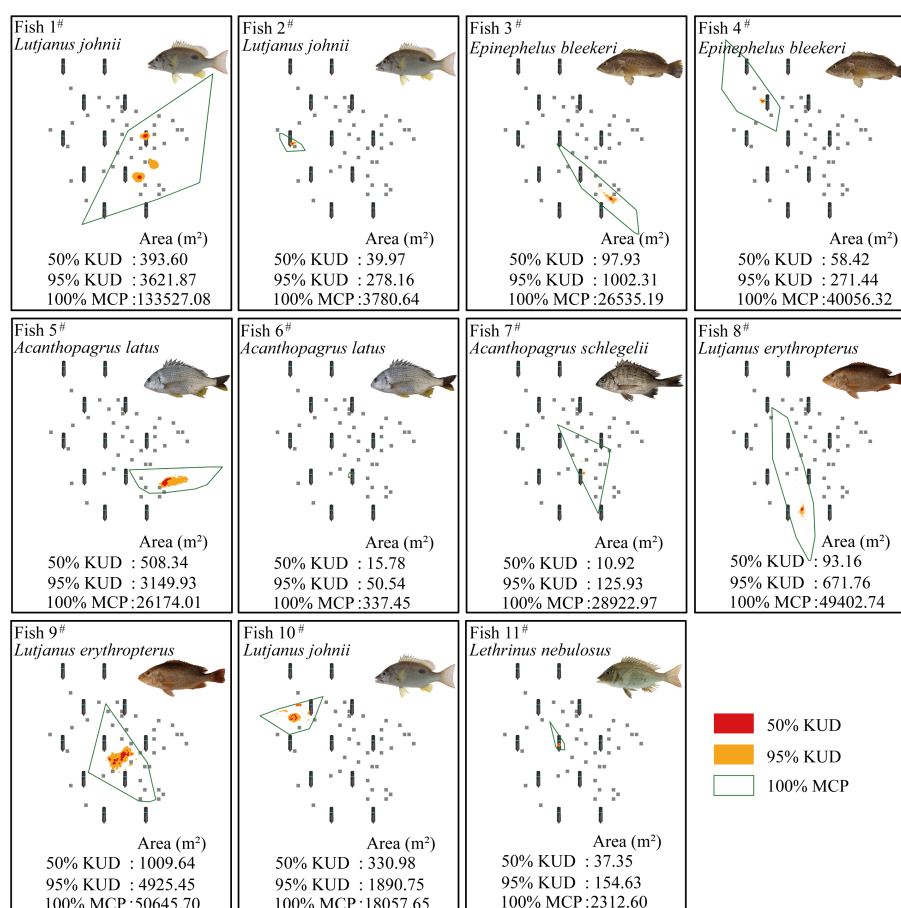 Fish 1#
Lutjanus johnii
Area (m²)
50% KUD : 393.60
95% KUD : 3621.87
100% MCP :133527.08
Fish 2#
Lutjanus johnii
Area (m²)
50% KUD : 39.97
95% KUD : 278.16
100% MCP : 3780.64
Fish 3#
Epinephelus bleekeri
Area (m²)
50% KUD : 97.93
95% KUD : 1002.31
100% MCP :26535.19
Fish 4#
Epinephelus bleekeri
Area (m²)
50% KUD : 58.42
95% KUD : 271.44
100% MCP : 40056.32
Fish 5#
Acanthopagrus latus
Area (m²)
50% KUD : 508.34
95% KUD : 3149.93
100% MCP :26174.01
Fish 6#
Acanthopagrus latus
Area (m²)
50% KUD : 15.78
95% KUD : 50.54
100% MCP :337.45
Fish 7#
Acanthopagrus schlegelii
Area (m²)
50% KUD : 10.92
95% KUD : 125.93
100% MCP :28922.97
Fish 8#
Lutjanus erythropterus
Area (m²)
50% KUD : 93.16
95% KUD : 671.76
100% MCP :49402.74
Fish 9#
Lutjanus erythropterus
Area (m²)
50% KUD : 1009.64
95% KUD : 4925.45
100% MCP :50645.70
Fish 10#
Lutjanus johnii
Area (m²)
50% KUD : 330.98
95% KUD : 1890.75
100% MCP :18057.65
Fish 11#
Lethrinus nebulosus
Area (m²)
50% KUD : 37.35
95% KUD : 154.63
100% MCP :2312.60
50% KUD
95% KUD
100% MCP